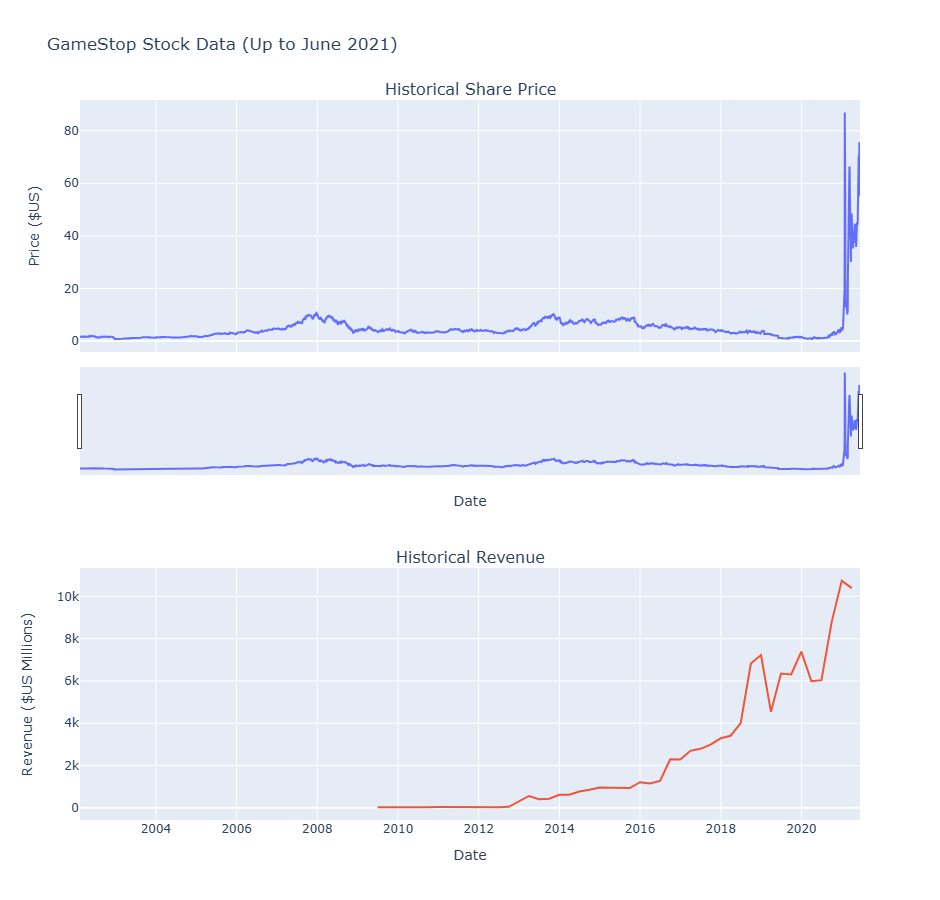 GameStop Stock Data (Up to June 2021)
Historical Share Price
Price ($US)
80
60
40
20
0
Date
Historical Revenue
Revenue ($US Millions)
10k
8k
6k
4k
2k
0
2004 2006 2008 2010 2012 2014 2016 2018 2020
Date